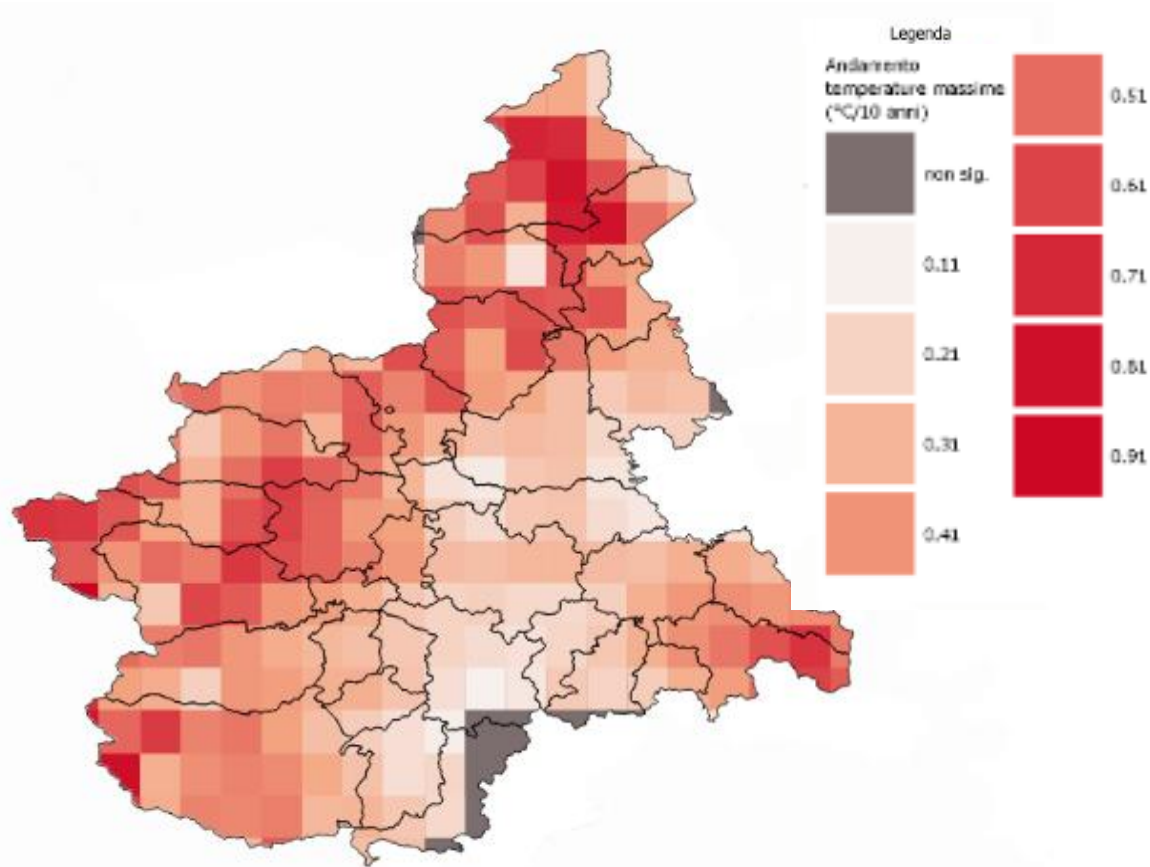 Legenda
Andamento
temperature massime
(°C/10 anni)
non sig.
0.11
0.21
0.31
0.41
0.51
0.61
0.71
0.81
0.91